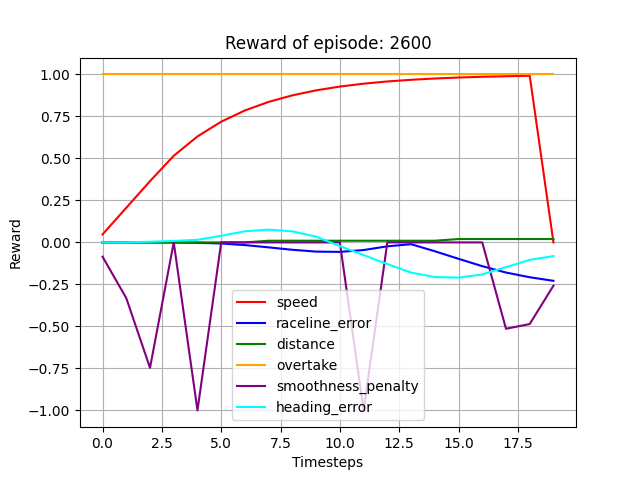 Reward of episode: 2600
Reward
1.00
0.75
0.50
0.25
0.00
−0.25
−0.50
−0.75
−1.00
speed
raceline_error
distance
overtake
smoothness_penalty
heading_error
0.0 2.5 5.0 7.5 10.0 12.5 15.0 17.5
Timesteps